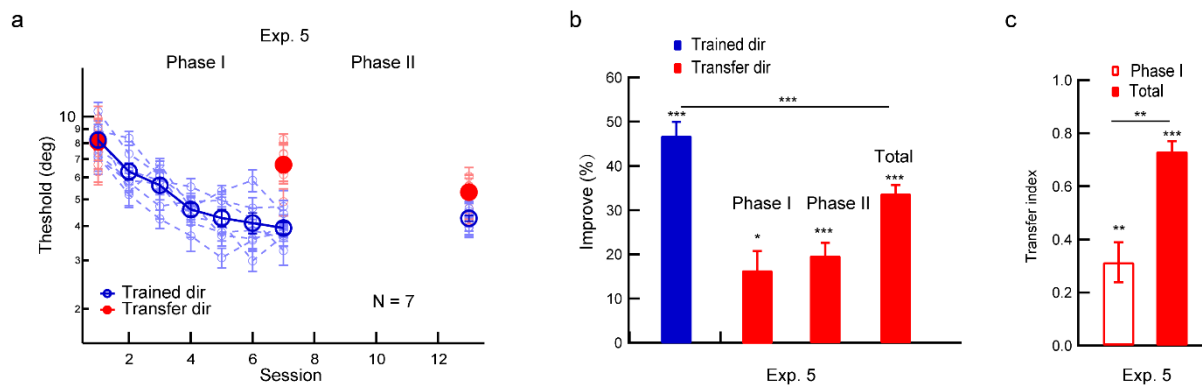 a
Exp. 5
Phase I
Phase II
Threshold (deg)
10
9
8
7
6
5
4
3
2
Trained dir
Transfer dir
N = 7
2
4
6
8
10
12
Session
b
Trained dir
Transfer dir
Improve (%)
60
50
40
30
20
10
0
***
***
Phase I
*
Phase II
***
Total
***
Exp. 5
c
Phase I
Total
Transfer index
1.0
0.8
0.6
0.4
0.2
0.0
**
***
**
Exp. 5